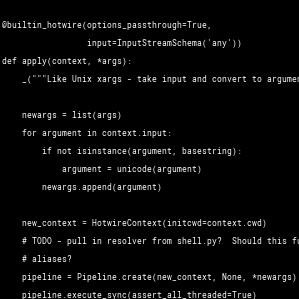 @builtin_hotwire(options_passthrough=True,
                 input=InputStreamSchema('any'))
def apply(context, *args):
    _("""Like Unix xargs - take input and convert to

    newargs = list(args)
    for argument in context.input:
        if not isinstance(argument, basestring):
            argument = unicode(argument)
        newargs.append(argument)

    new_context = HotwireContext(initcwd=context.cwd)
    # TODO - pull in resolver from shell.py?  Should this
    # aliases?
    pipeline = Pipeline.create(new_context, None, *newargs)
    pipeline.execute_sync(assert_all_threaded=True)